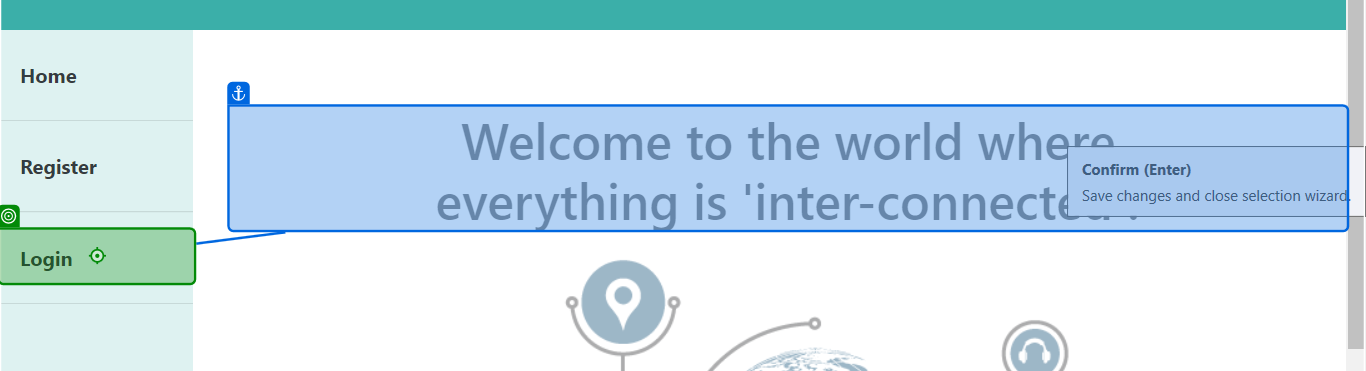 Home
Register
Login
Welcome to the world where
everything is 'inter-connected'.
Confirm (Enter)
Save changes and close selection wizard.